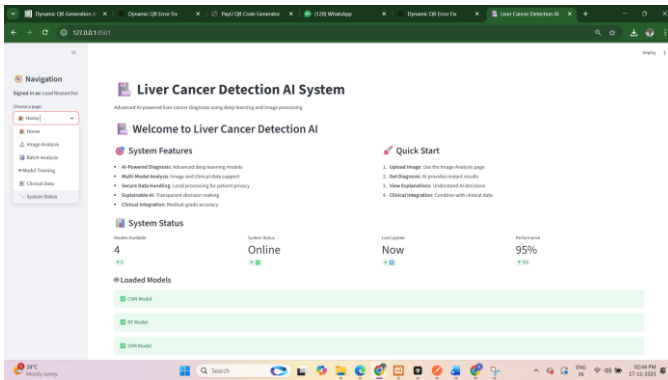 Dynamic QR Generation
Dynamic QR Error Fix
PayU QR Code Generator
(120) WhatsApp
Dynamic QR Error Fix
Liver Cancer Detection AI
127.0.0.1:8501
Deploy
Navigation
Signed in as: Lead Researcher
Choose a page:
Home
Home
Image Analysis
Batch Analysis
Model Training
Clinical Data
System Status
Liver Cancer Detection AI System
Advanced AI-powered liver cancer diagnosis using deep learning and image processing
Welcome to Liver Cancer Detection AI
System Features
AI-Powered Diagnosis: Advanced deep learning models
Multi-Modal Analysis: Image and clinical data support
Secure Data Handling: Local processing for patient privacy
Explainable AI: Transparent decision making
Clinical Integration: Medical-grade accuracy
Quick Start
1. Upload Image: Use the Image Analysis page
2. Get Diagnosis: AI provides instant results
3. View Explanations: Understand AI decisions
4. Clinical Integration: Combine with clinical data
System Status
Models Available
4
System Status
Online
Last Update
Now
Performance
95%
Loaded Models
CNN Model
RF Model
SVM Model
28°C
Mostly sunny
Search
ENG
IN
02:44 PM
17-11-2025